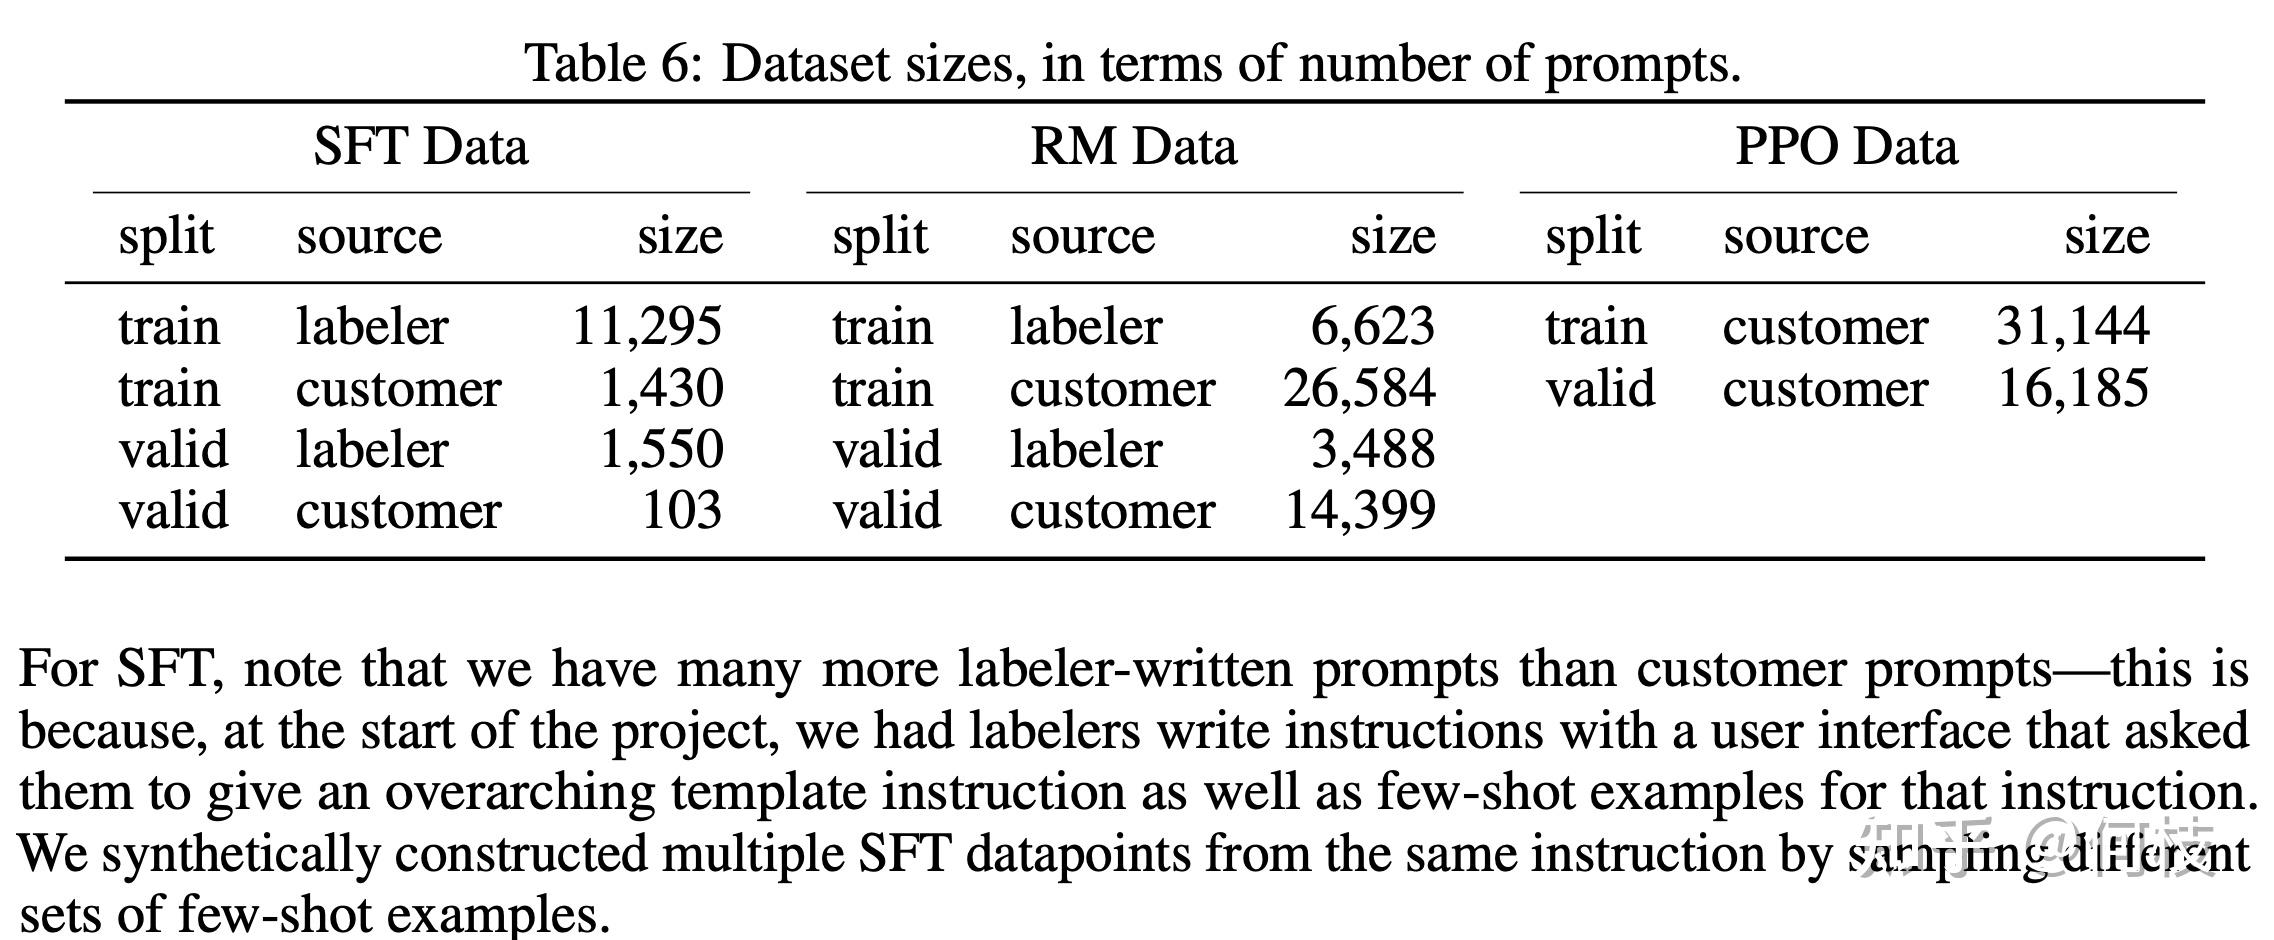 Table 6: Dataset sizes, in terms of number of prompts.
SFT Data RM Data PPO Data
split source size split source size split source size
train labeler 11,295 train labeler 6,623 train customer 31,144
train customer 1,430 train customer 26,584 valid customer 16,185
valid labeler 1,550 valid labeler 3,488
valid customer 103 valid customer 14,399
For SFT, note that we have many more labeler-written prompts than customer prompts—this is
because, at the start of the project, we had labelers write instructions with a user interface that asked
them to give an overarching template instruction as well as few-shot examples for that instruction.
We synthetically constructed multiple SFT datapoints from the same instruction by sampling different
sets of few-shot examples.
知乎 @何枝